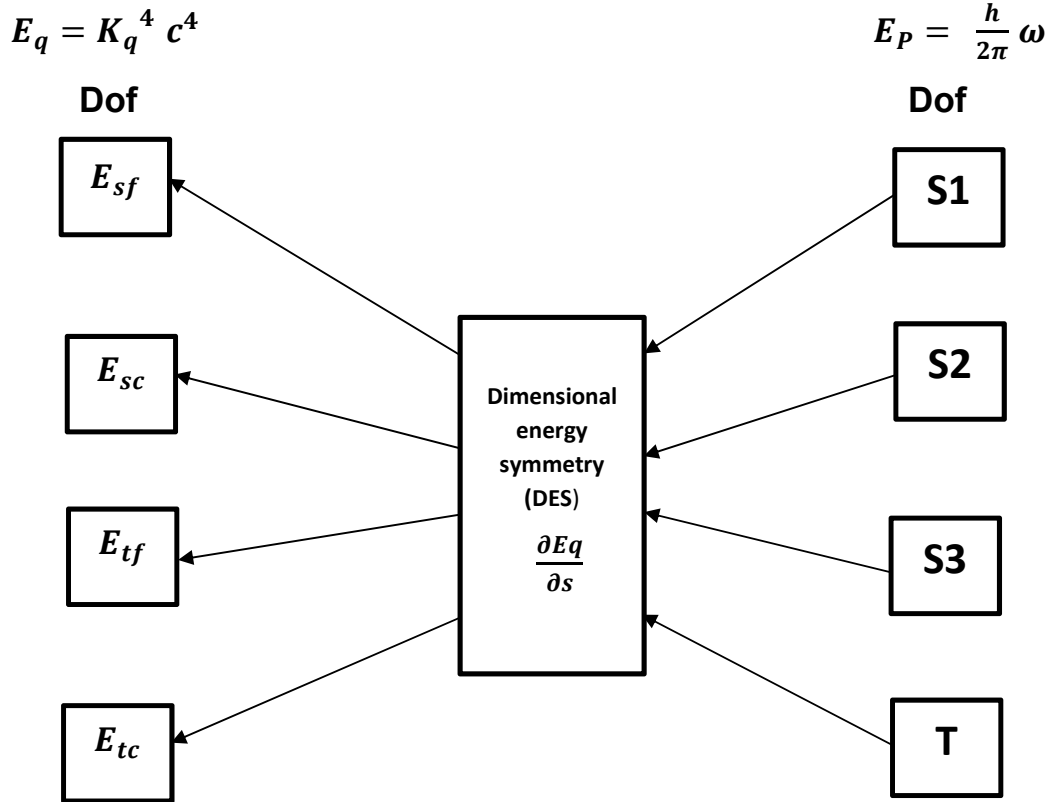 E_q = K_q^4 c^4
E_P = h/2π ω
Dof
Dof
E_sf
S1
E_sc
S2
Dimensional
energy
symmetry
(DES)
∂Eq/∂s
E_tf
S3
E_tc
T